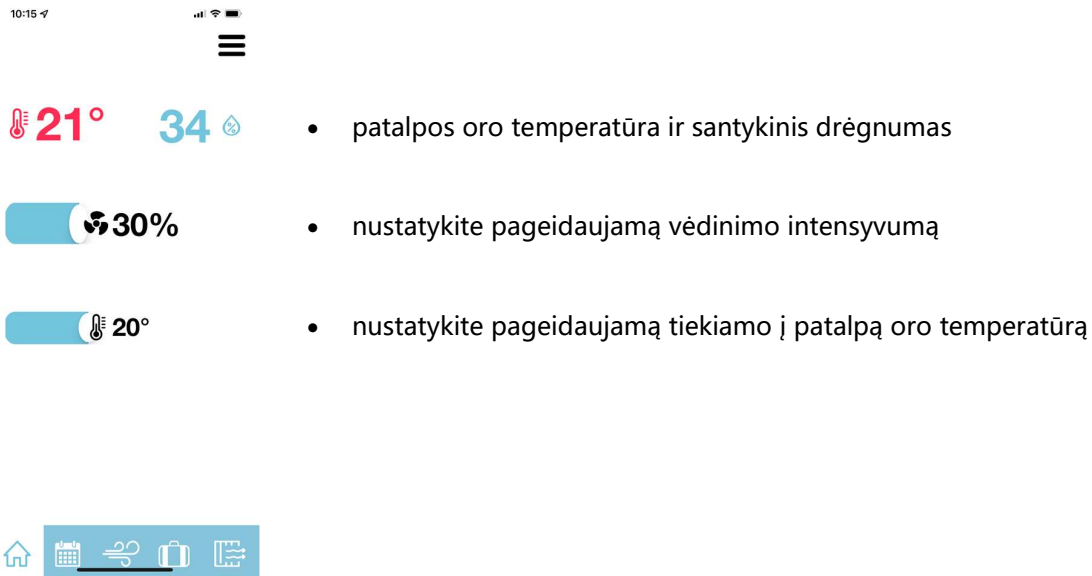 10:15
21° 34 %
• patalpos oro temperatūra ir santykinis drėgnumas
30%
• nustatykite pageidaujamą vėdinimo intensyvumą
20°
• nustatykite pageidaujamą tiekiamo į patalpą oro temperatūrą